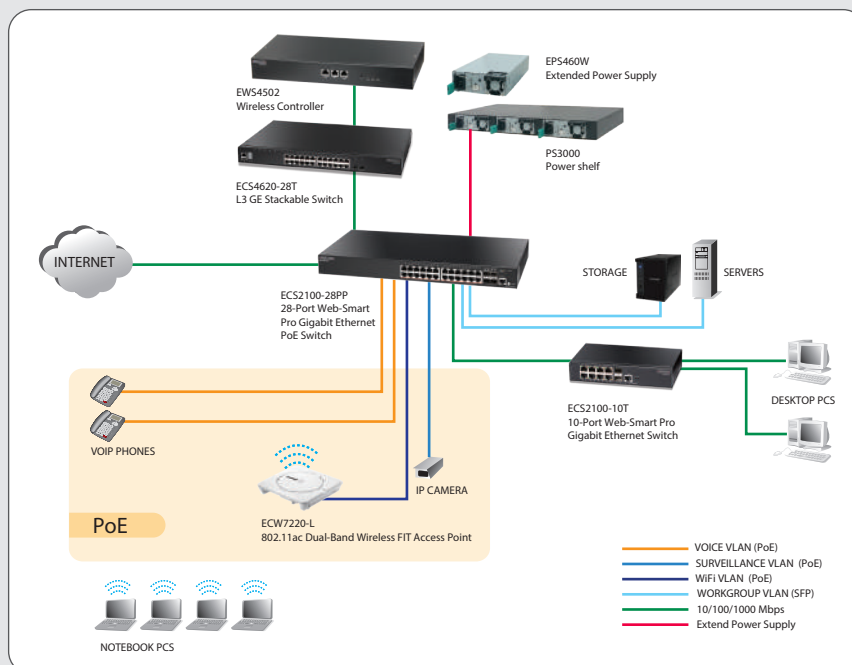 EWS4502
Wireless Controller
EPS460W
Extended Power Supply
PS3000
Power shelf
ECS4620-28T
L3 GE Stackable Switch
INTERNET
STORAGE
SERVERS
ECS2100-28PP
28-Port Web-Smart
Pro Gigabit Ethernet
PoE Switch
ECS2100-10T
10-Port Web-Smart Pro
Gigabit Ethernet Switch
DESKTOP PCS
VOIP PHONES
IP CAMERA
ECW7220-L
802.11ac Dual-Band Wireless FIT Access Point
PoE
NOTEBOOK PCS
VOICE VLAN (PoE)
SURVEILLANCE VLAN (PoE)
WiFi VLAN (PoE)
WORKGROUP VLAN (SFP)
10/100/1000 Mbps
Extend Power Supply